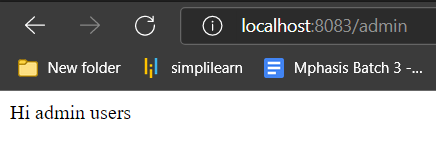 localhost:8083/admin
New folder
simplilearn
Mphasis Batch 3 -...
Hi admin users